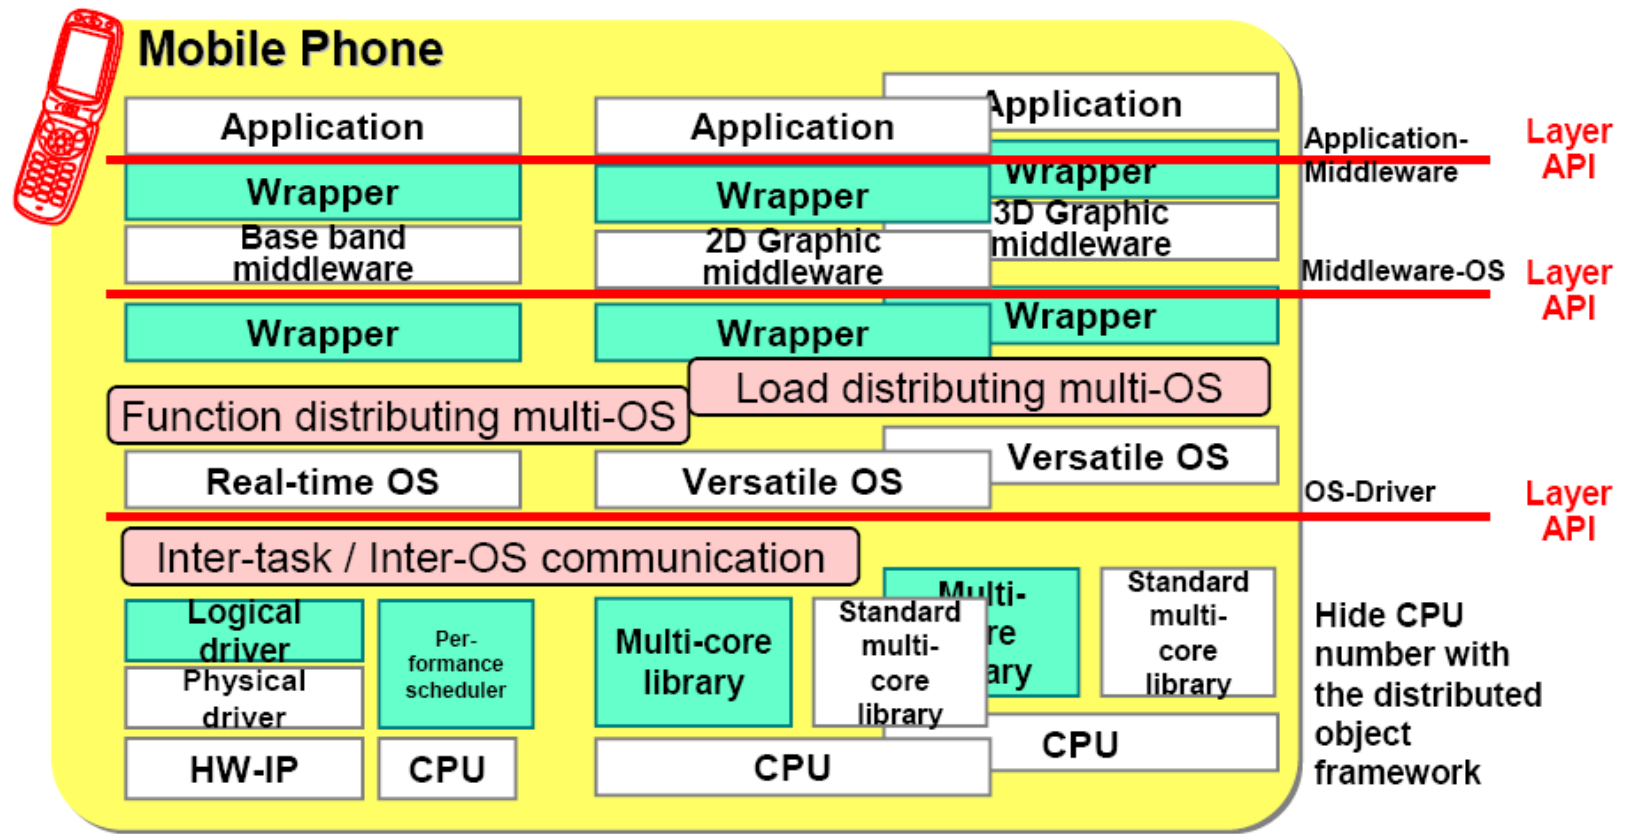 Mobile Phone
Application
Application
Application
Application-
Middleware
Layer
API
Wrapper
Wrapper
Wrapper
Base band
middleware
2D Graphic
middleware
3D Graphic
middleware
Middleware-OS
Layer
API
Wrapper
Wrapper
Wrapper
Function distributing multi-OS
Load distributing multi-OS
Real-time OS
Versatile OS
Versatile OS
OS-Driver
Layer
API
Inter-task / Inter-OS communication
Logical
driver
Physical
driver
Per-
formance
scheduler
Multi-core
library
Standard
multi-
core
library
Multi-
Standard
multi-
core
library
HW-IP
CPU
CPU
CPU
Hide CPU
number with
the distributed
object
framework